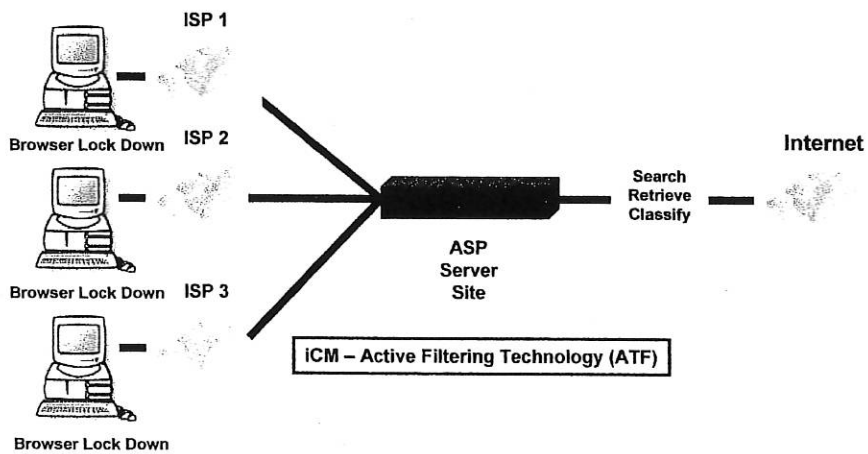 ISP 1
Browser Lock Down
ISP 2
Browser Lock Down
ISP 3
Browser Lock Down
ASP
Server
Site
Search
Retrieve
Classify
Internet
iCM – Active Filtering Technology (ATF)